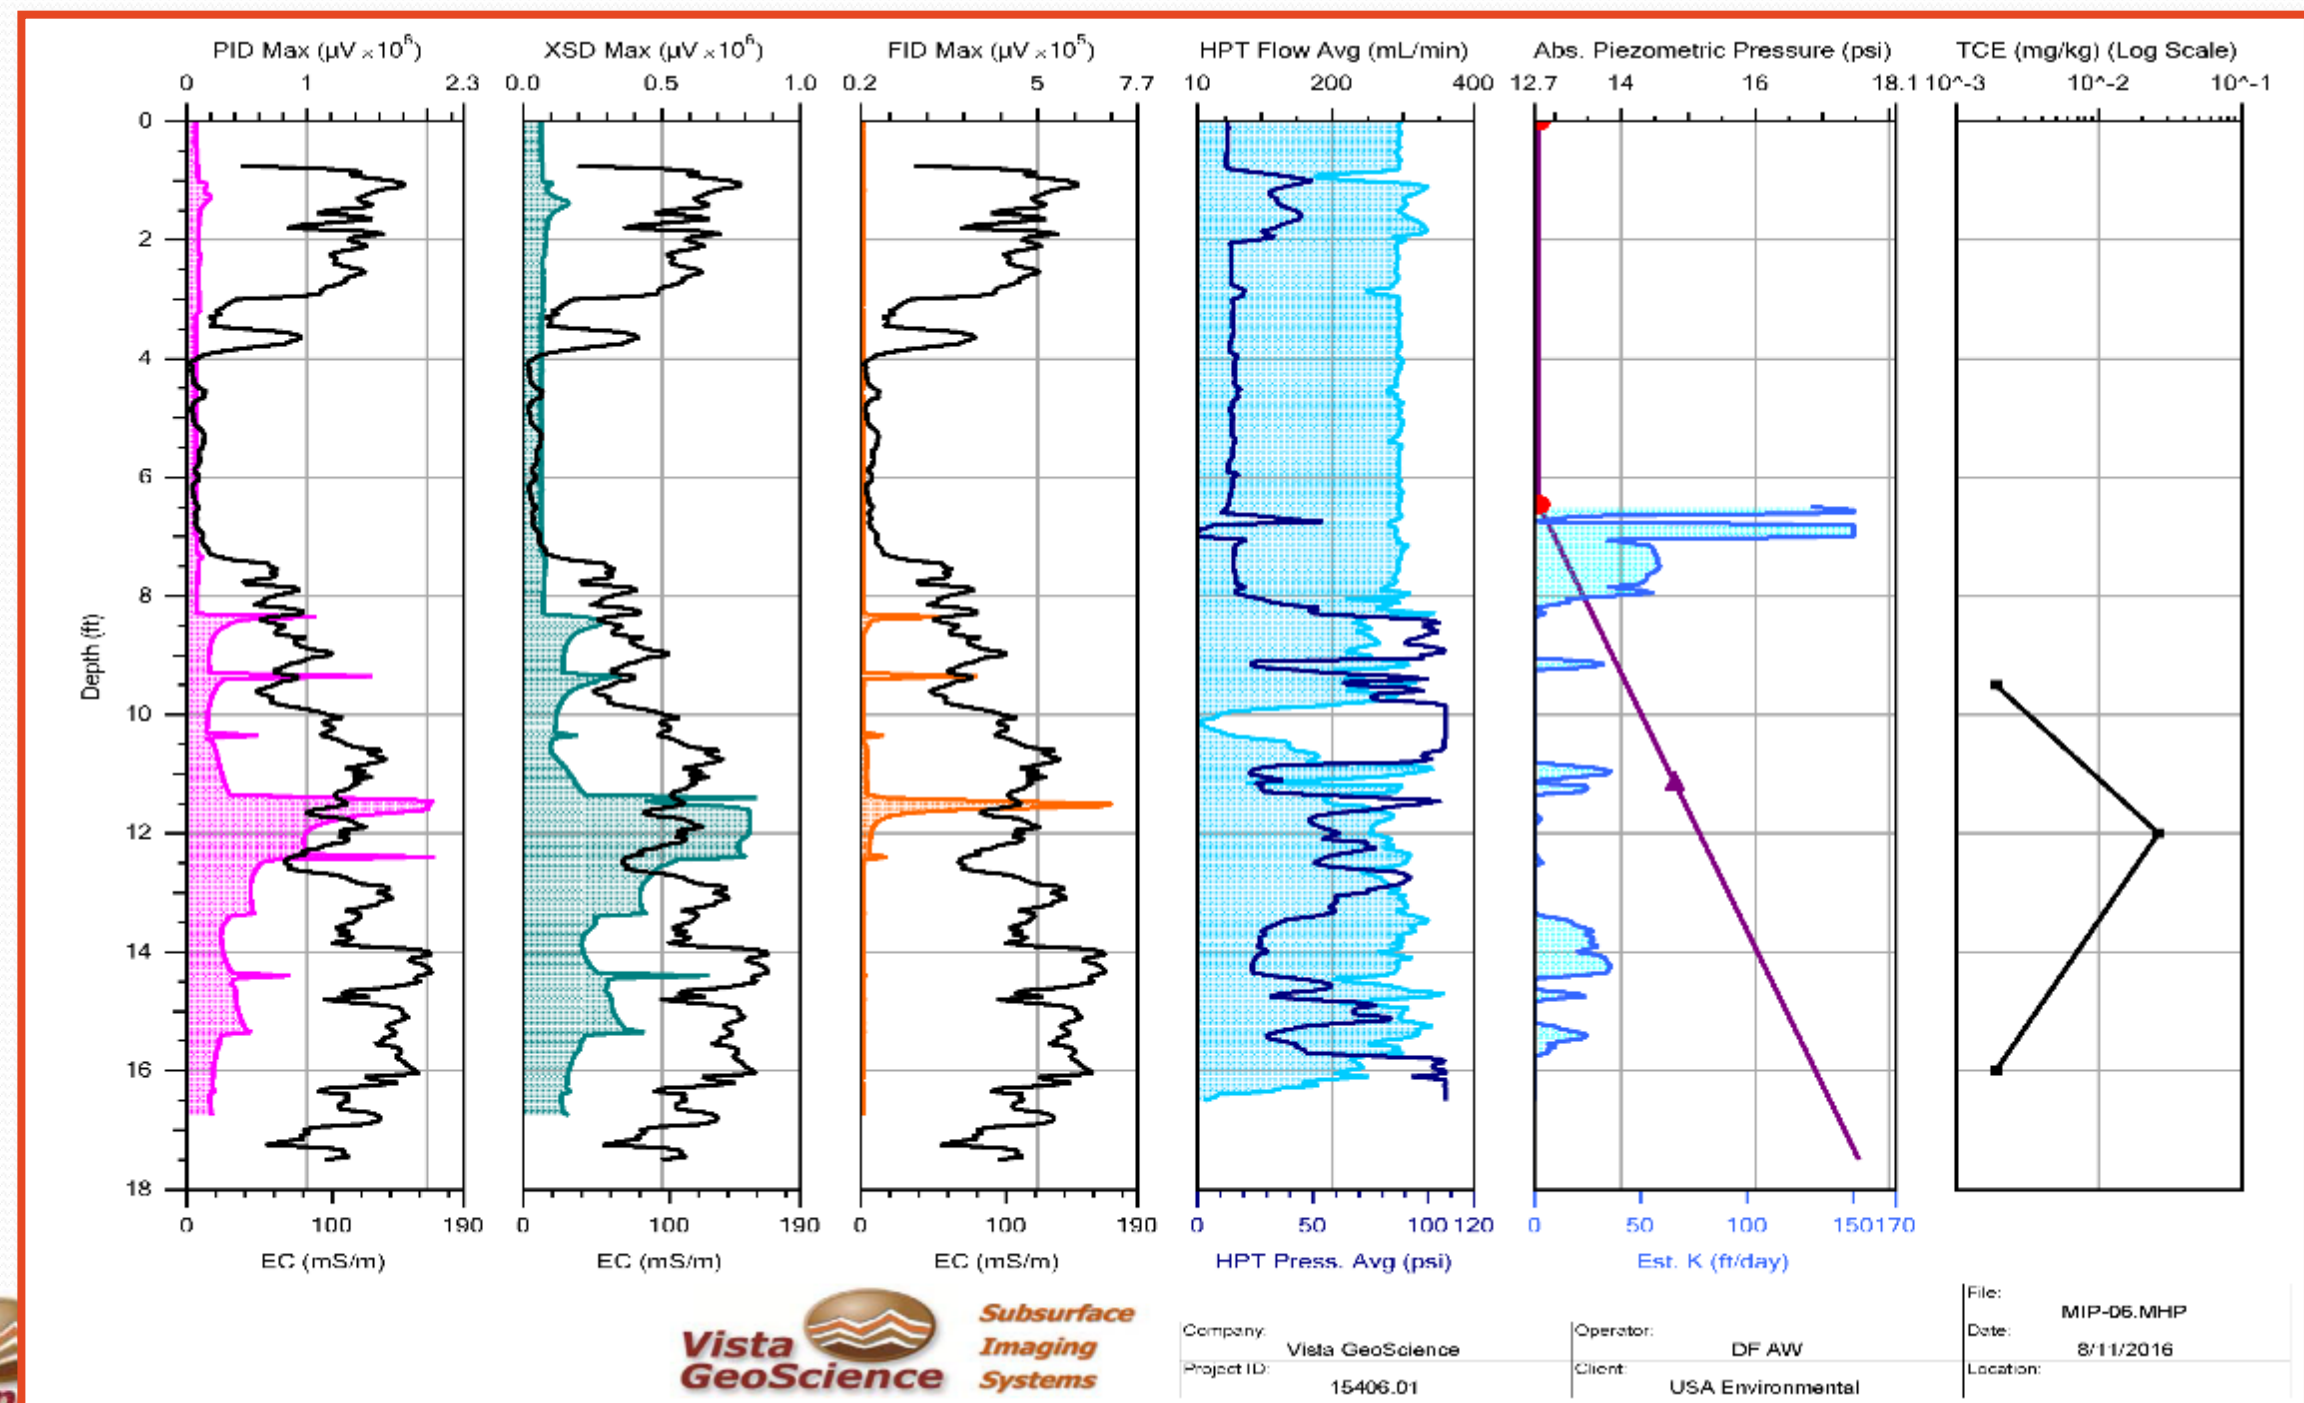 PID Max (µV ×10⁶) XSD Max (µV ×10⁶) FID Max (µV ×10⁵) HPT Flow Avg (mL/min) Abs. Piezometric Pressure (psi) TCE (mg/kg) (Log Scale)
0 1 2.3 0.0 0.5 1.0 0.2 5 7.7 10 200 400 12.7 14 16 18.1 10^-3 10^-2 10^-1
0
2
4
6
8
10
12
14
16
18
Depth (ft)
0 100 190 0 100 190 0 100 190 0 50 100 120 0 50 100 150 170
EC (mS/m) EC (mS/m) EC (mS/m) HPT Press. Avg (psi) Est. K (ft/day)
Vista
GeoScience
Subsurface
Imaging
Systems
Company: Vista GeoScience
Project ID: 15406.01
Operator: DF AW
Client: USA Environmental
File: MIP-06.MHP
Date: 8/11/2016
Location: